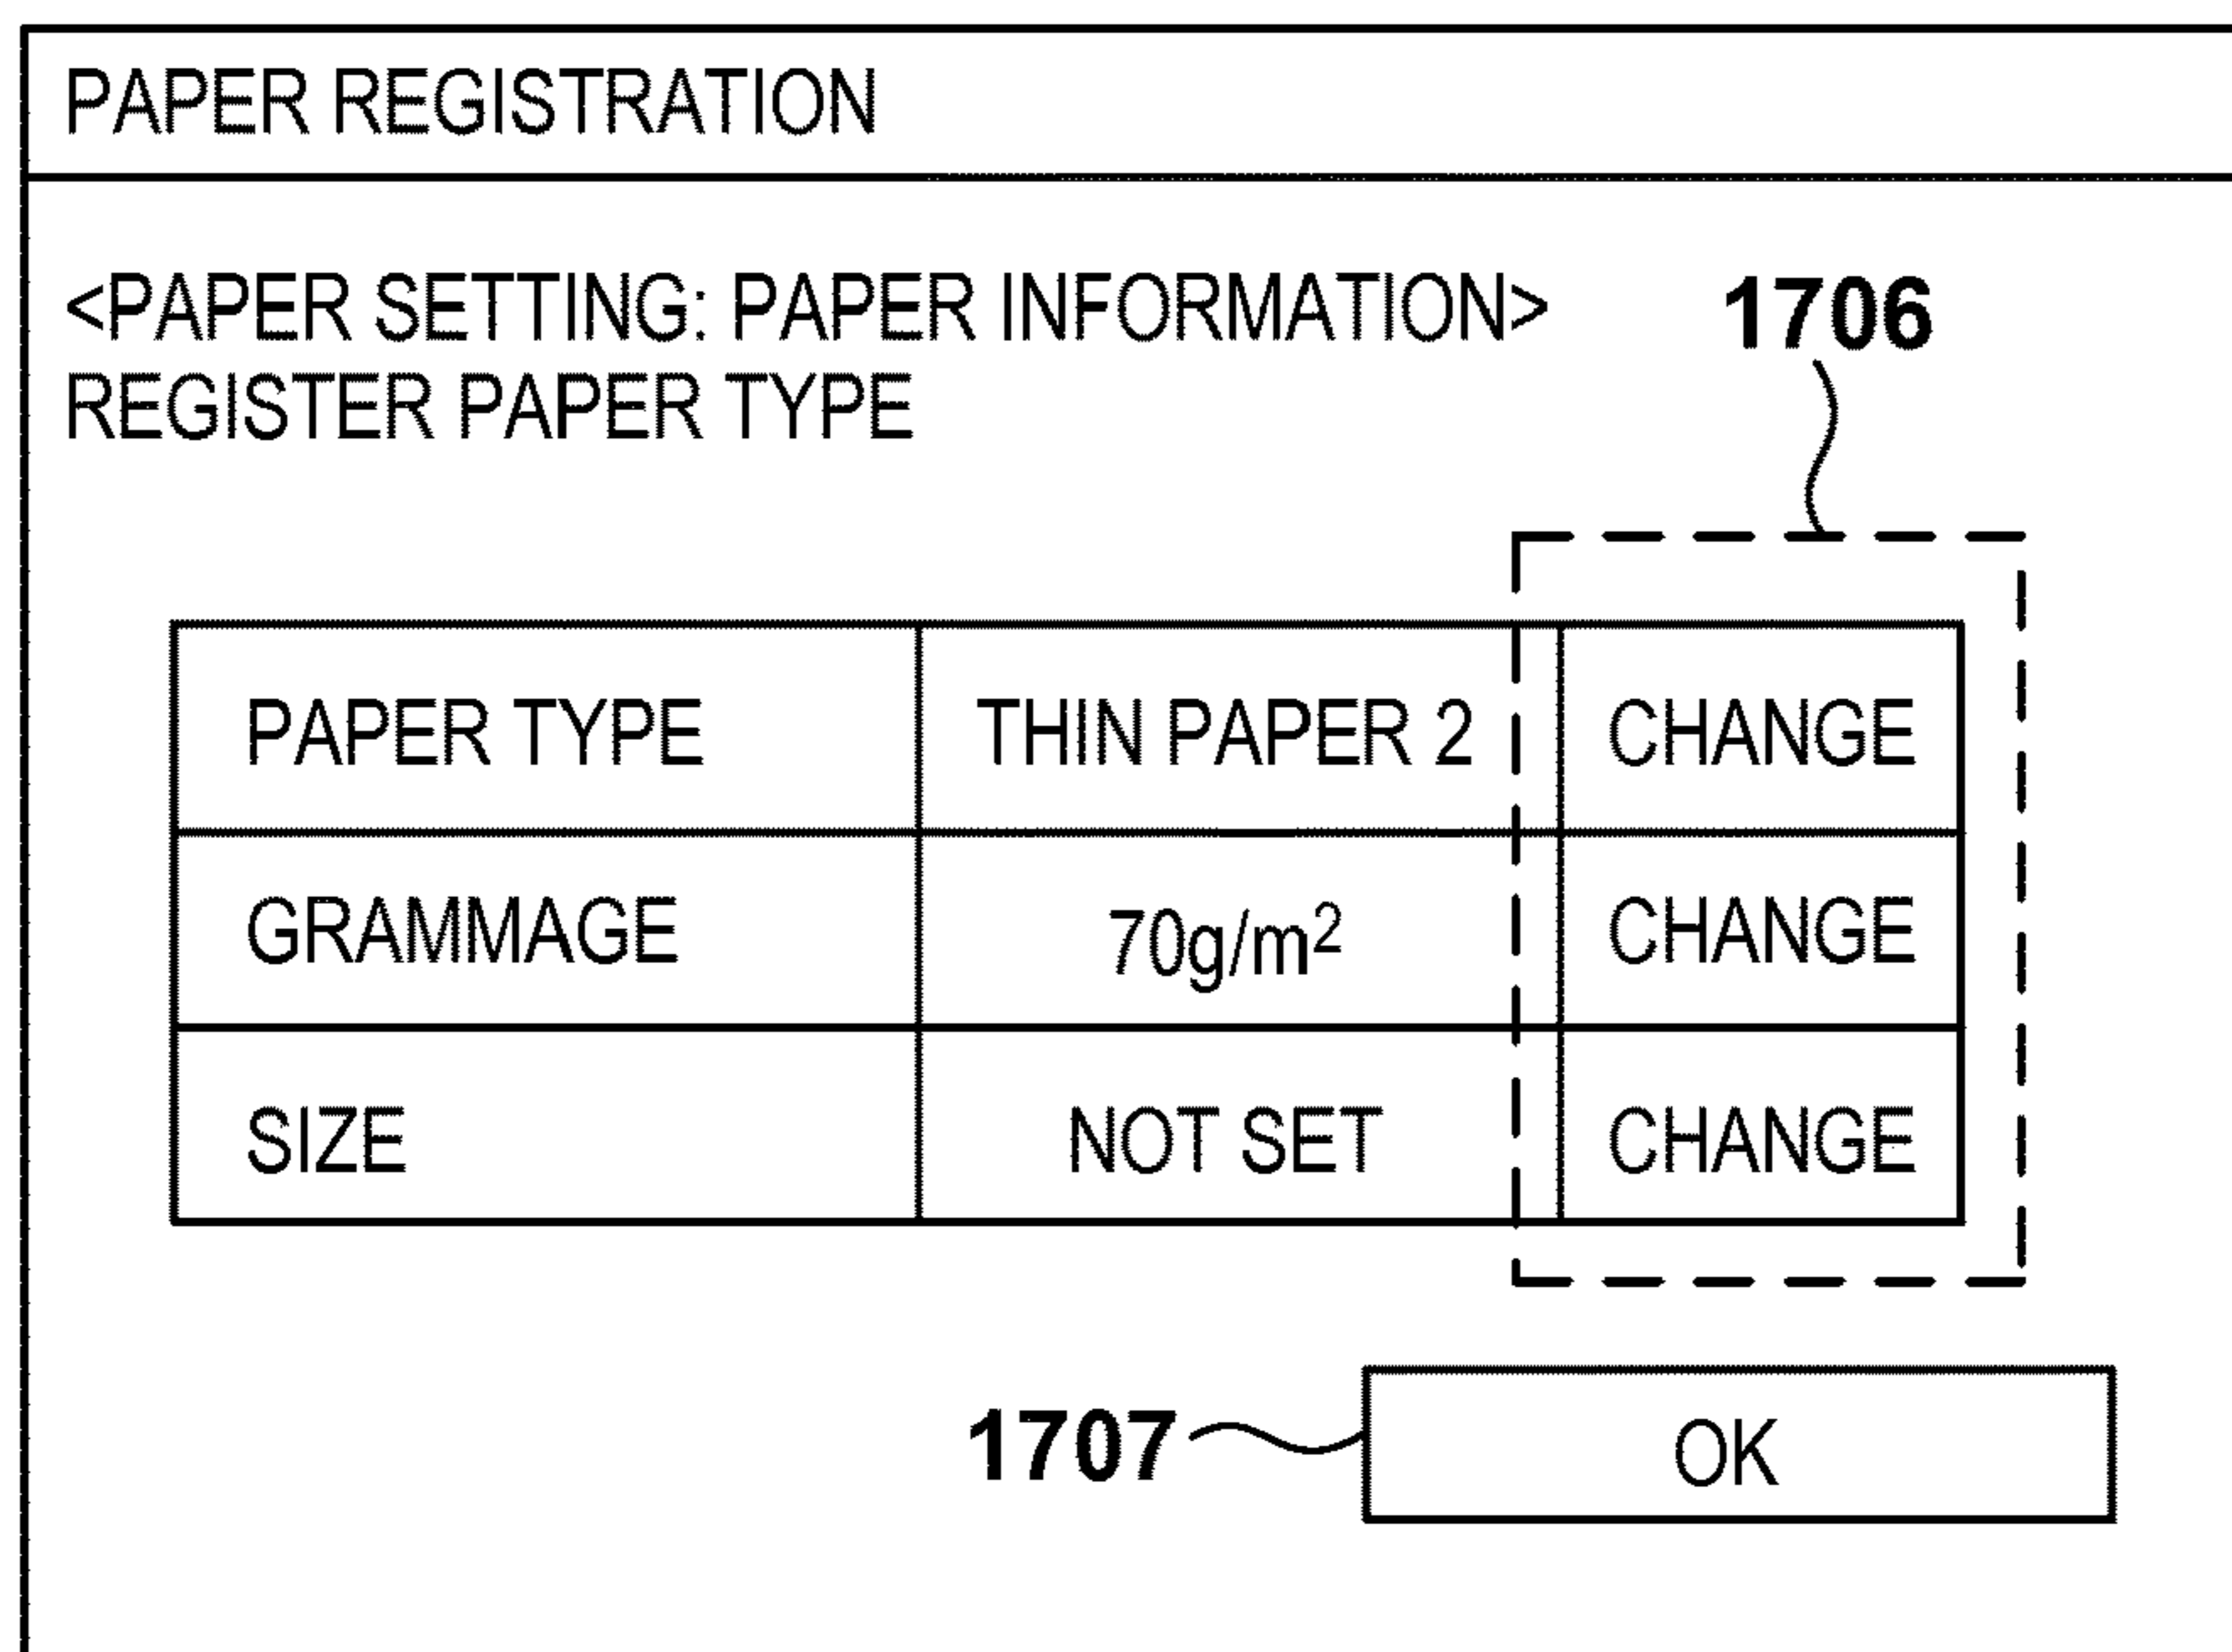 PAPER REGISTRATION
<PAPER SETTING: PAPER INFORMATION>
1706
REGISTER PAPER TYPE
PAPER TYPE THIN PAPER 2 CHANGE
GRAMMAGE 70g/m² CHANGE
SIZE NOT SET CHANGE
1707 OK